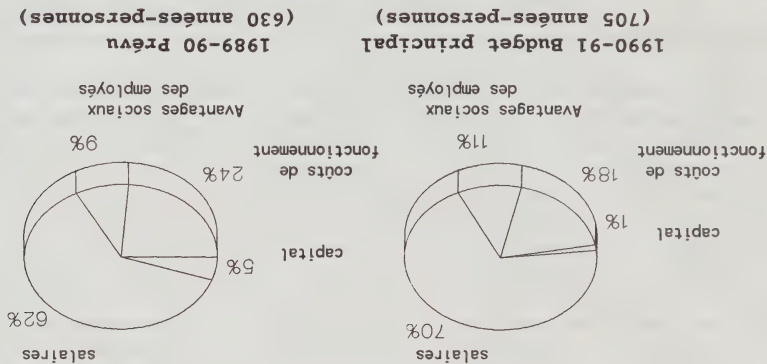 salaires
salaires
70%
62%
capital
1%
capital
5%
coûts de
fonctionnement
18%
coûts de
fonctionnement
24%
11%
9%
Avantages sociaux
des employés
Avantages sociaux
des employés
1990-91 Budget principal
(705 années-personnes)
1989-90 Prévu
(630 années-personnes)